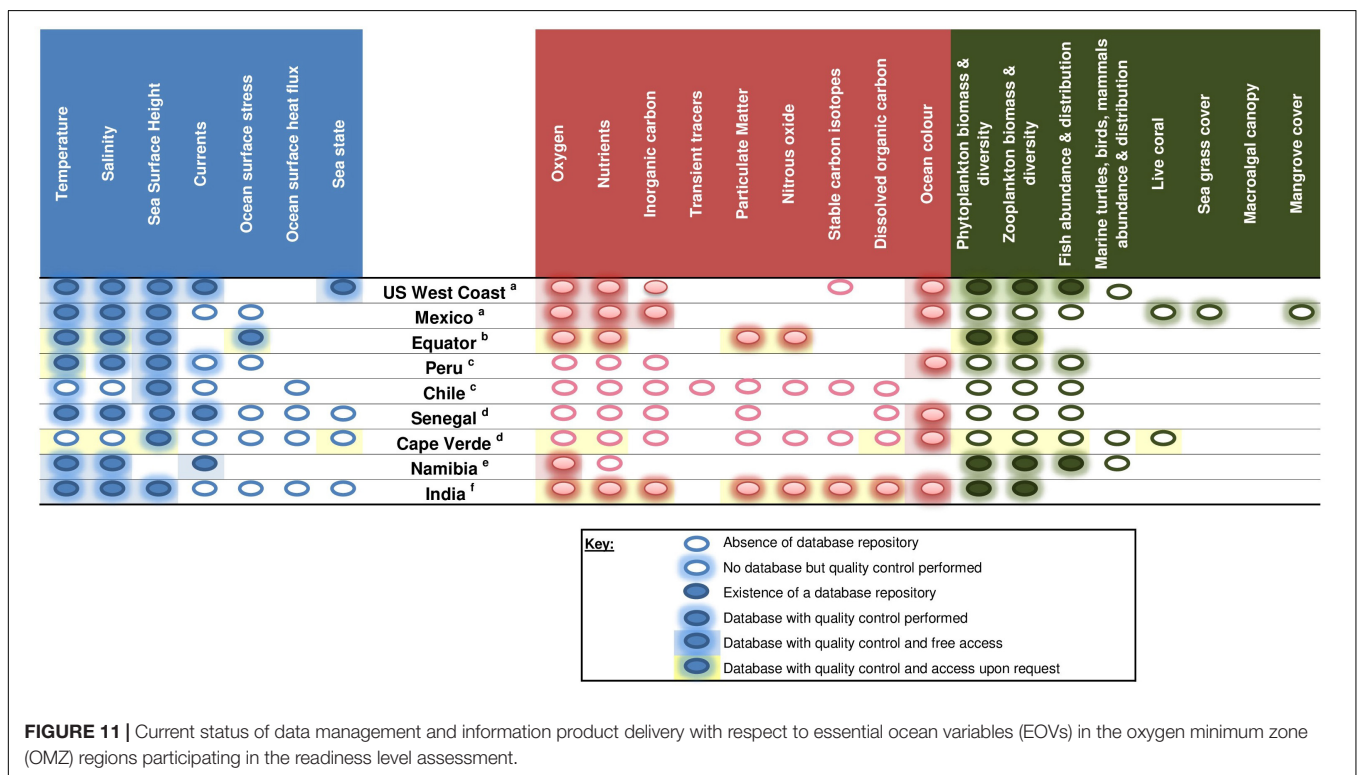 Temperature
Salinity
Sea Surface Height
Currents
Ocean surface stress
Ocean surface heat flux
Sea state
Oxygen
Nutrients
Inorganic carbon
Transient tracers
Particulate Matter
Nitrous oxide
Stable carbon isotopes
Dissolved organic carbon
Ocean colour
Phytoplankton biomass &
diversity
Zooplankton biomass &
diversity
Fish abundance & distribution
Marine turtles, birds, mammals
abundance & distribution
Live coral
Sea grass cover
Macroalgal canopy
Mangrove cover
US West Coast a
Mexico a
Equator b
Peru c
Chile c
Senegal d
Cape Verde d
Namibia e
India f
Key:
Absence of database repository
No database but quality control performed
Existence of a database repository
Database with quality control performed
Database with quality control and free access
Database with quality control and access upon request
FIGURE 11 | Current status of data management and information product delivery with respect to essential ocean variables (EOVs) in the oxygen minimum zone
(OMZ) regions participating in the readiness level assessment.